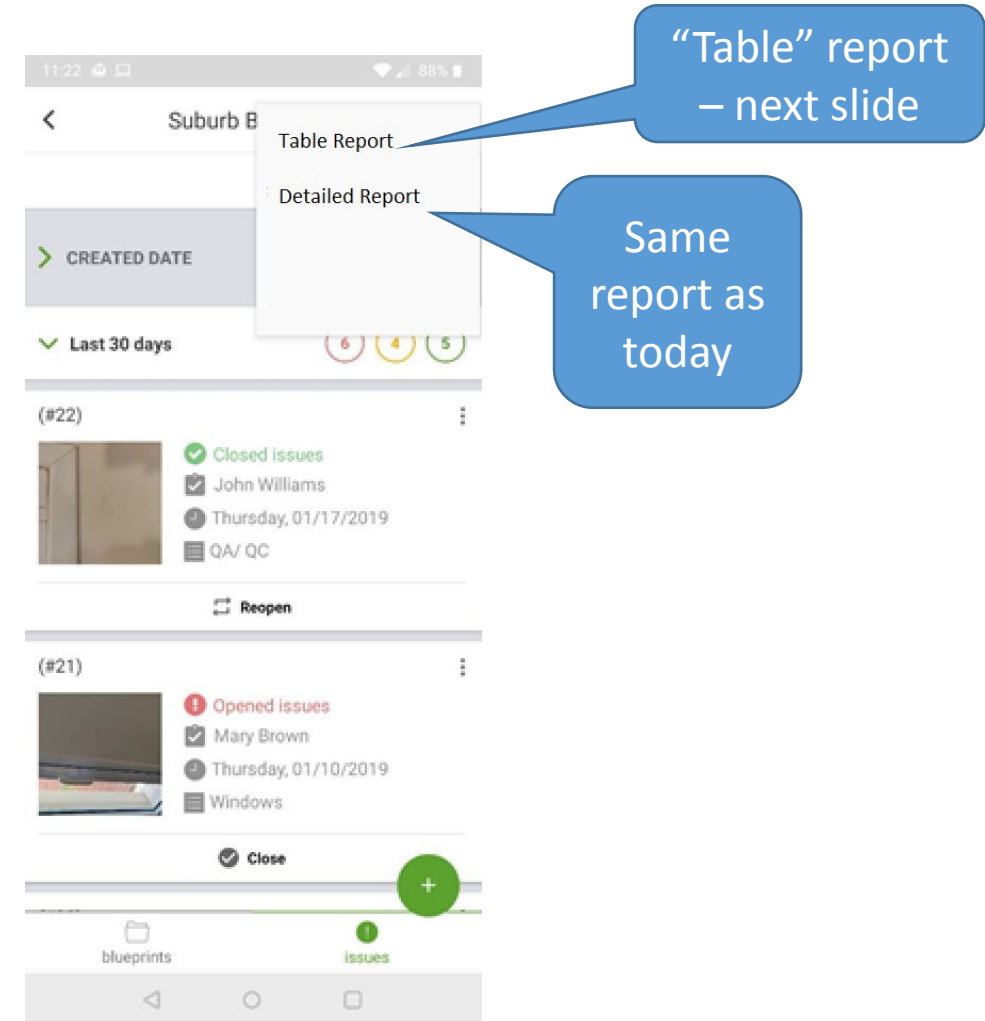 “Table” report
– next slide
11:22 88%
Suburb B
Table Report
Detailed Report
Same
report as
today
CREATED DATE
Last 30 days 6 4 5
(#22)
Closed issues
John Williams
Thursday, 01/17/2019
QA/ QC
Reopen
(#21)
Opened issues
Mary Brown
Thursday, 01/10/2019
Windows
Close
+
blueprints issues